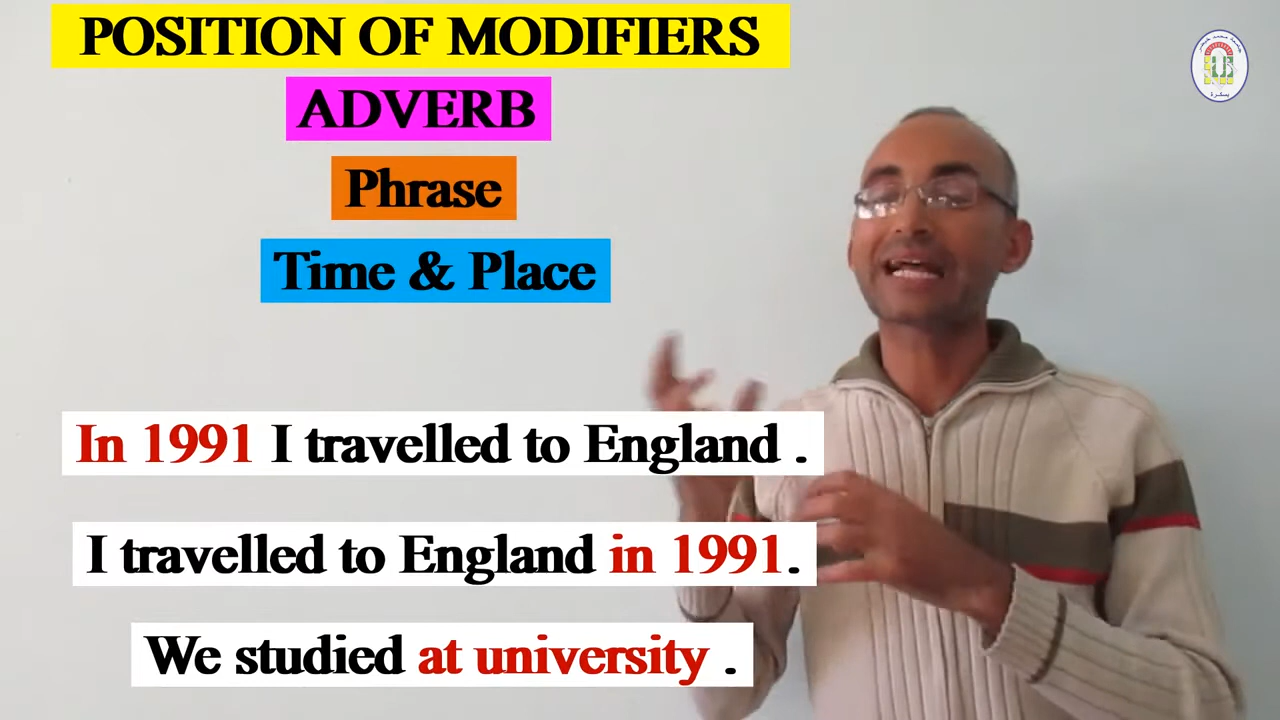 POSITION OF MODIFIERS
ADVERB
Phrase
Time & Place
In 1991 I travelled to England .
I travelled to England in 1991.
We studied at university .